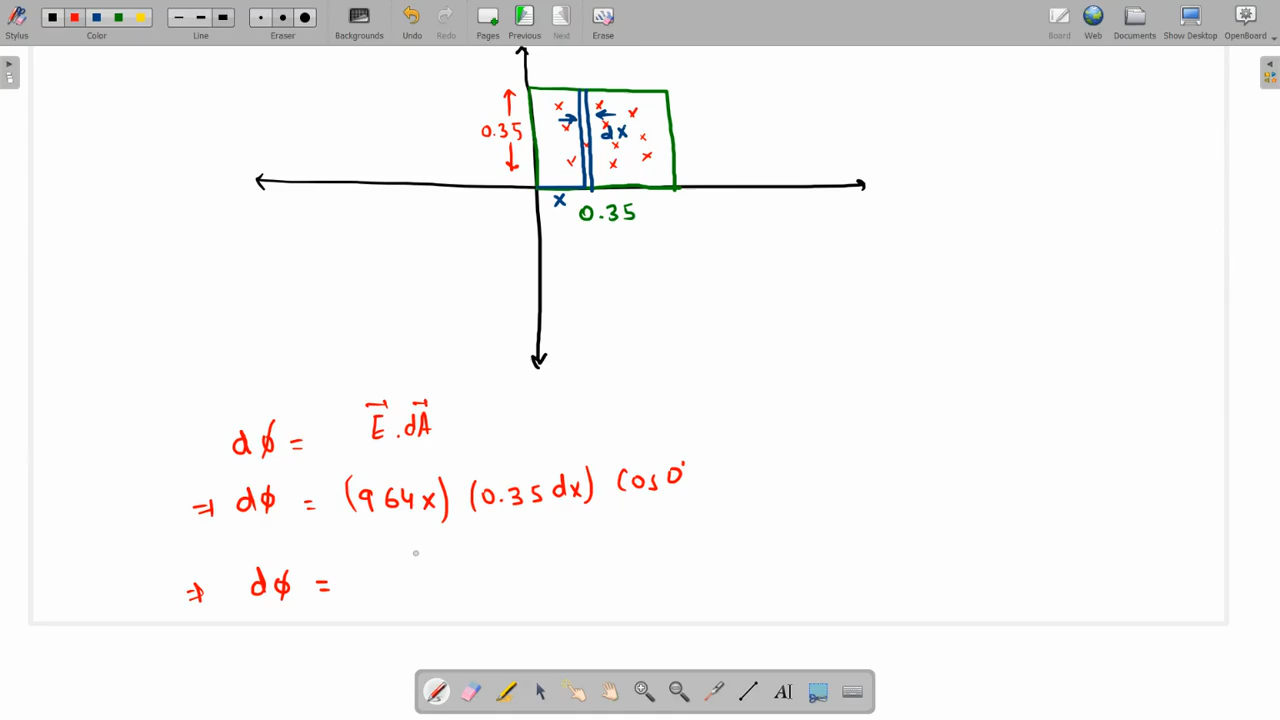 Stylus
Color
Line
Eraser
Backgrounds
Undo
Redo
Pages
Previous
Next
Erase
Board
Web
Documents
Show Desktop
OpenBoard
0.35
dx
x
0.35
dφ = E⃗ . dA⃗
⇒ dφ = (964x) (0.35 dx) cos 0°
⇒ dφ =
AI